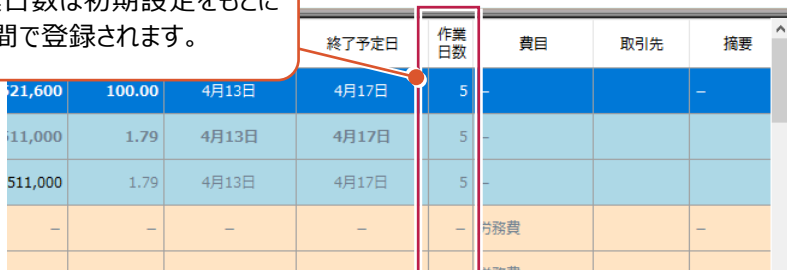 日数は初期設定をもとに
間で登録されます。
終了予定日 作業日数 費目 取引先 摘要
21,600 100.00 4月13日 4月17日 5 – –
11,000 1.79 4月13日 4月17日 5 –
511,000 1.79 4月13日 4月17日 5 –
– – – – – 労務費 –